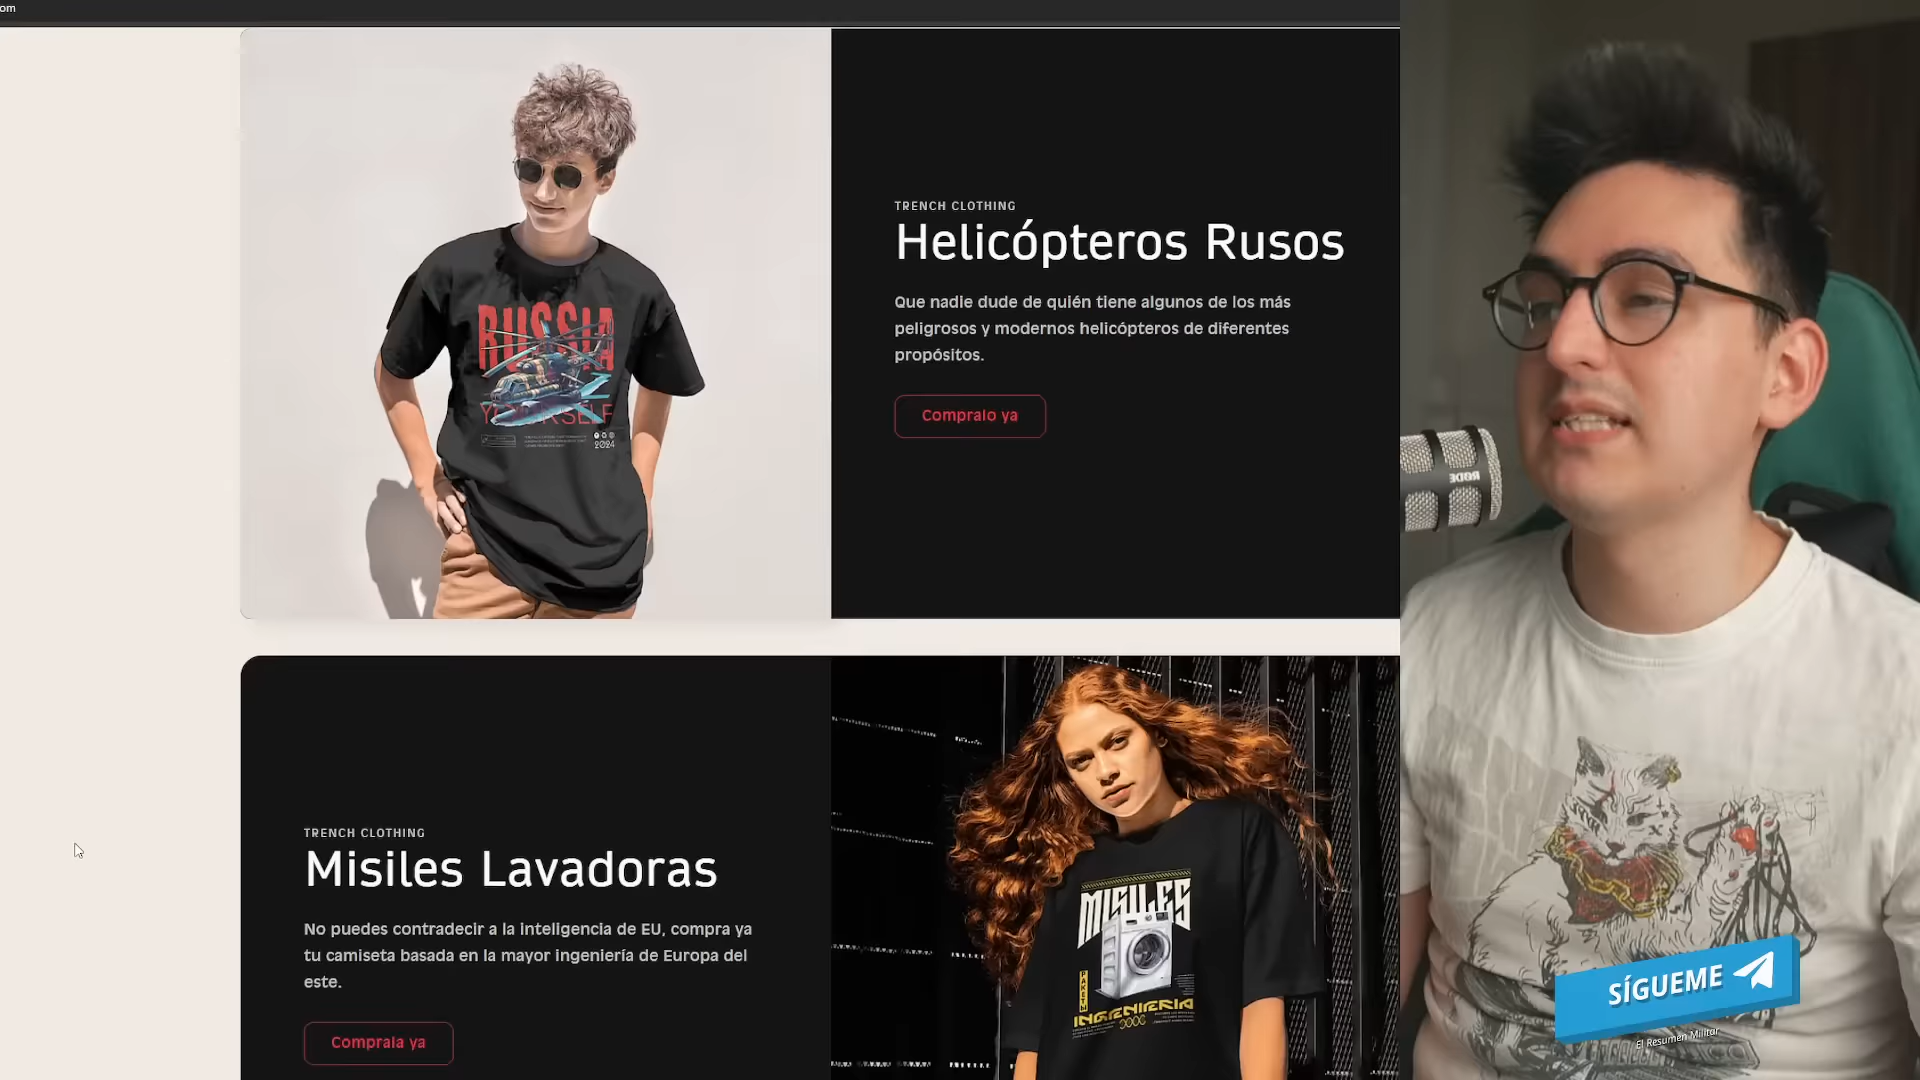 om
TRENCH CLOTHING
Helicópteros Rusos
Que nadie dude de quién tiene algunos de los más
peligrosos y modernos helicópteros de diferentes
propósitos.
Compralo ya
RUSSIA
YOURSELF
2024
TRENCH CLOTHING
Misiles Lavadoras
No puedes contradecir a la inteligencia de EU, compra ya
tu camiseta basada en la mayor ingeniería de Europa del
este.
Comprala ya
MISILES
INGENIERIA
RØDE
SÍGUEME
El Resumen Militar